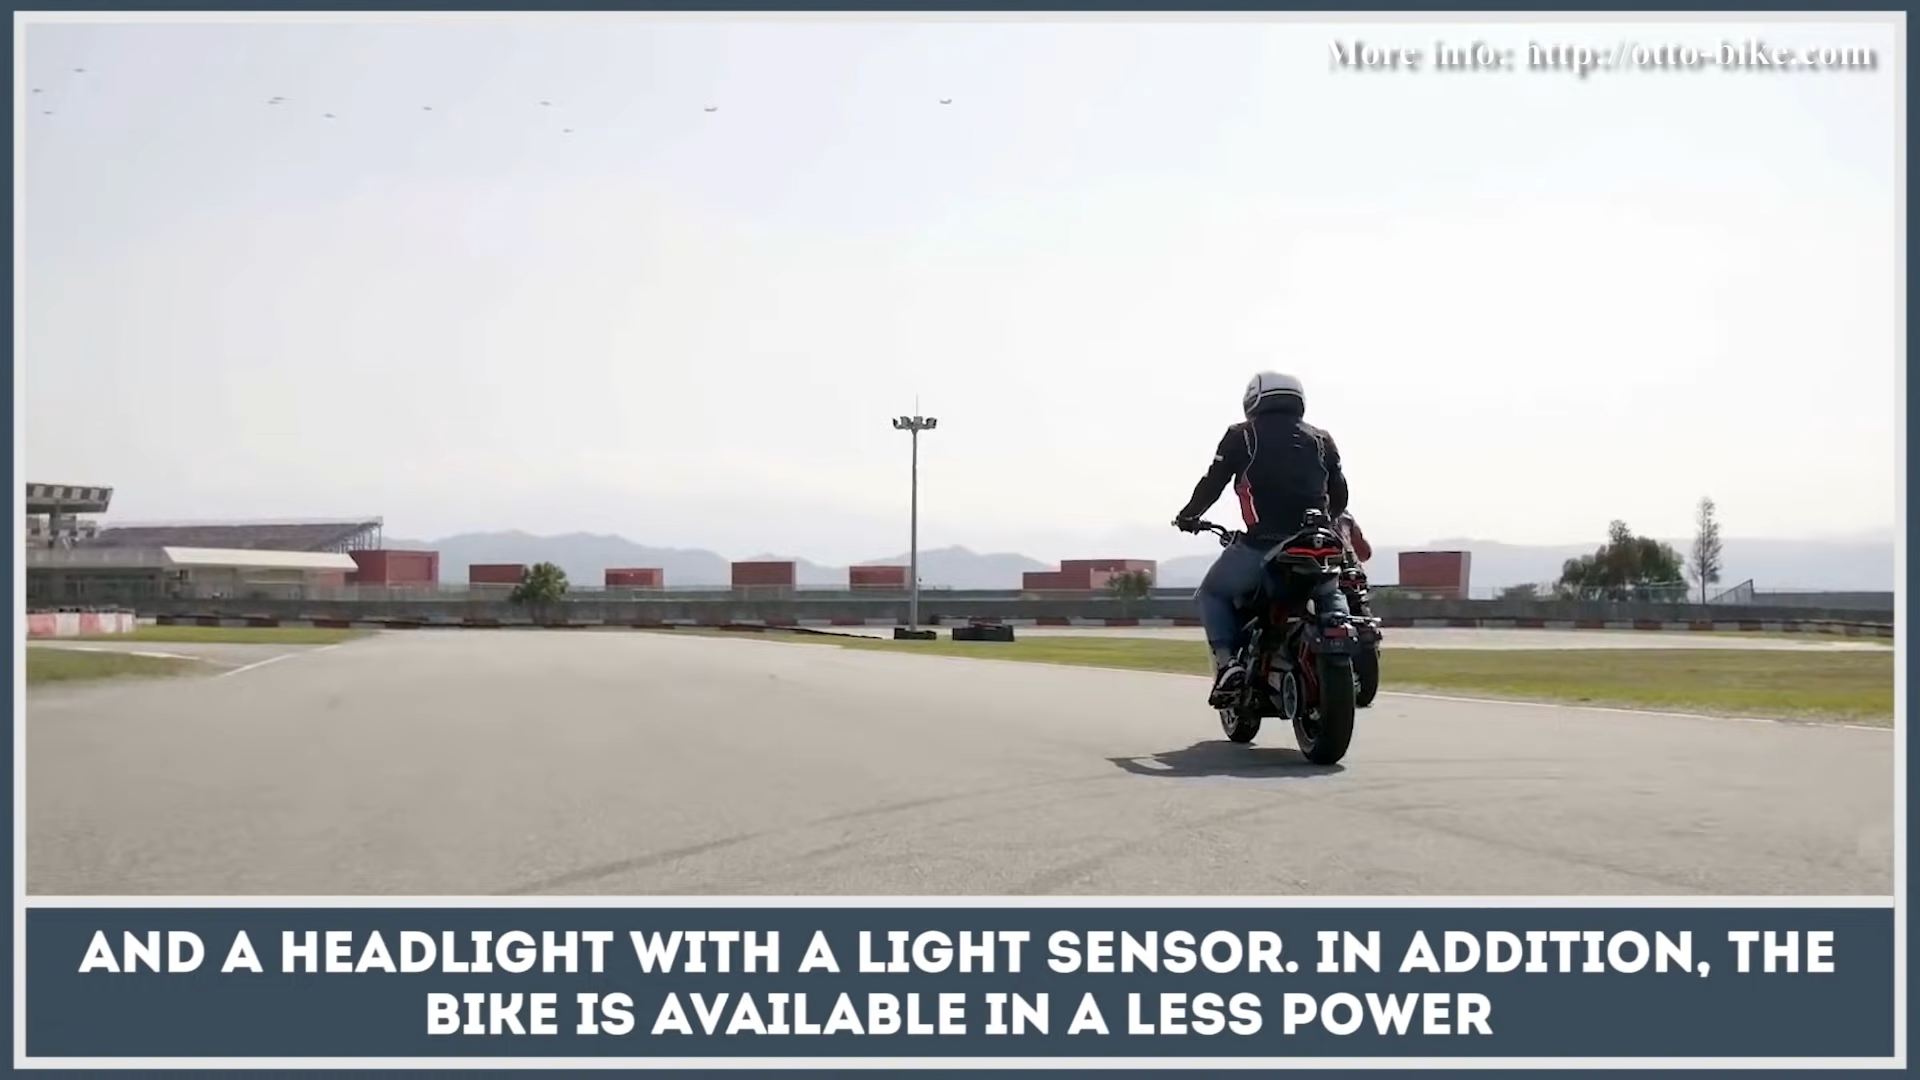 More info: http://otto-bike.com
AND A HEADLIGHT WITH A LIGHT SENSOR. IN ADDITION, THE
BIKE IS AVAILABLE IN A LESS POWER